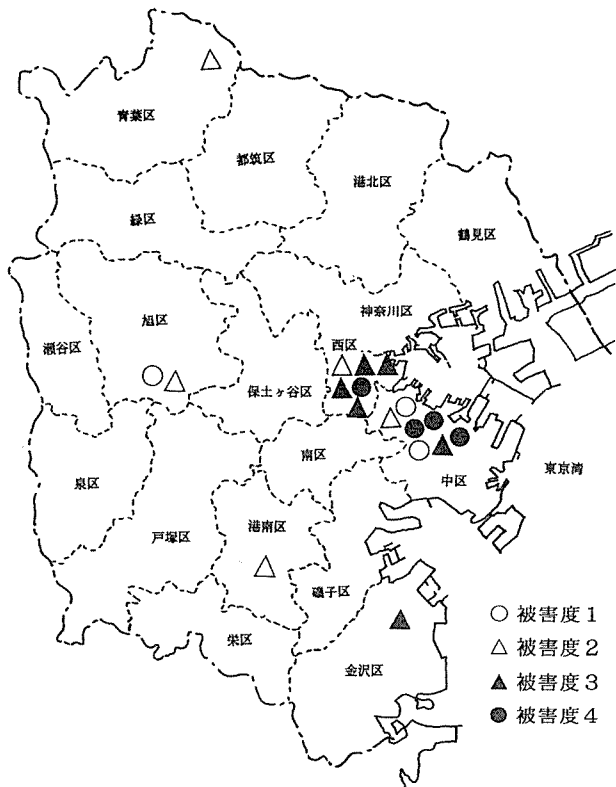 青葉区
都筑区
港北区
緑区
鶴見区
神奈川区
旭区
瀬谷区
西区
保土ヶ谷区
南区
中区
東京湾
泉区
戸塚区
港南区
磯子区
栄区
金沢区
○ 被害度1
△ 被害度2
▲ 被害度3
● 被害度4